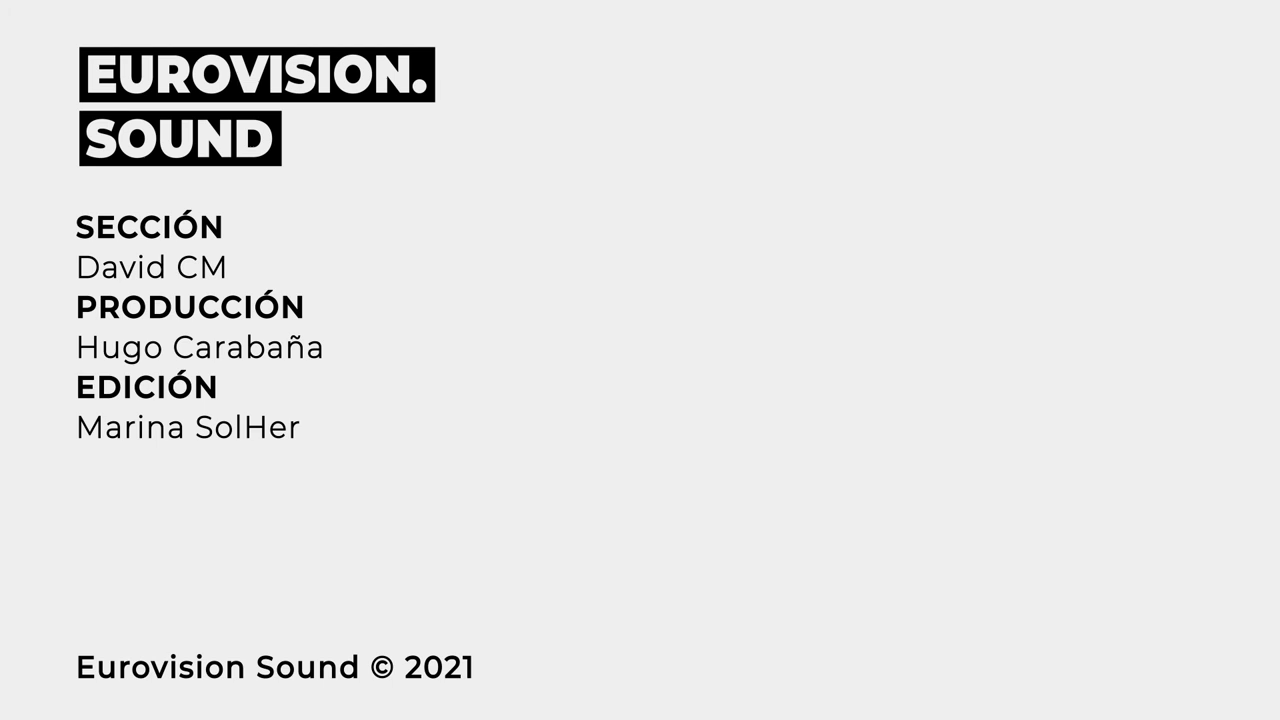 EUROVISION.
SOUND
SECCIÓN
David CM
PRODUCCIÓN
Hugo Carabaña
EDICIÓN
Marina SolHer
Eurovision Sound © 2021